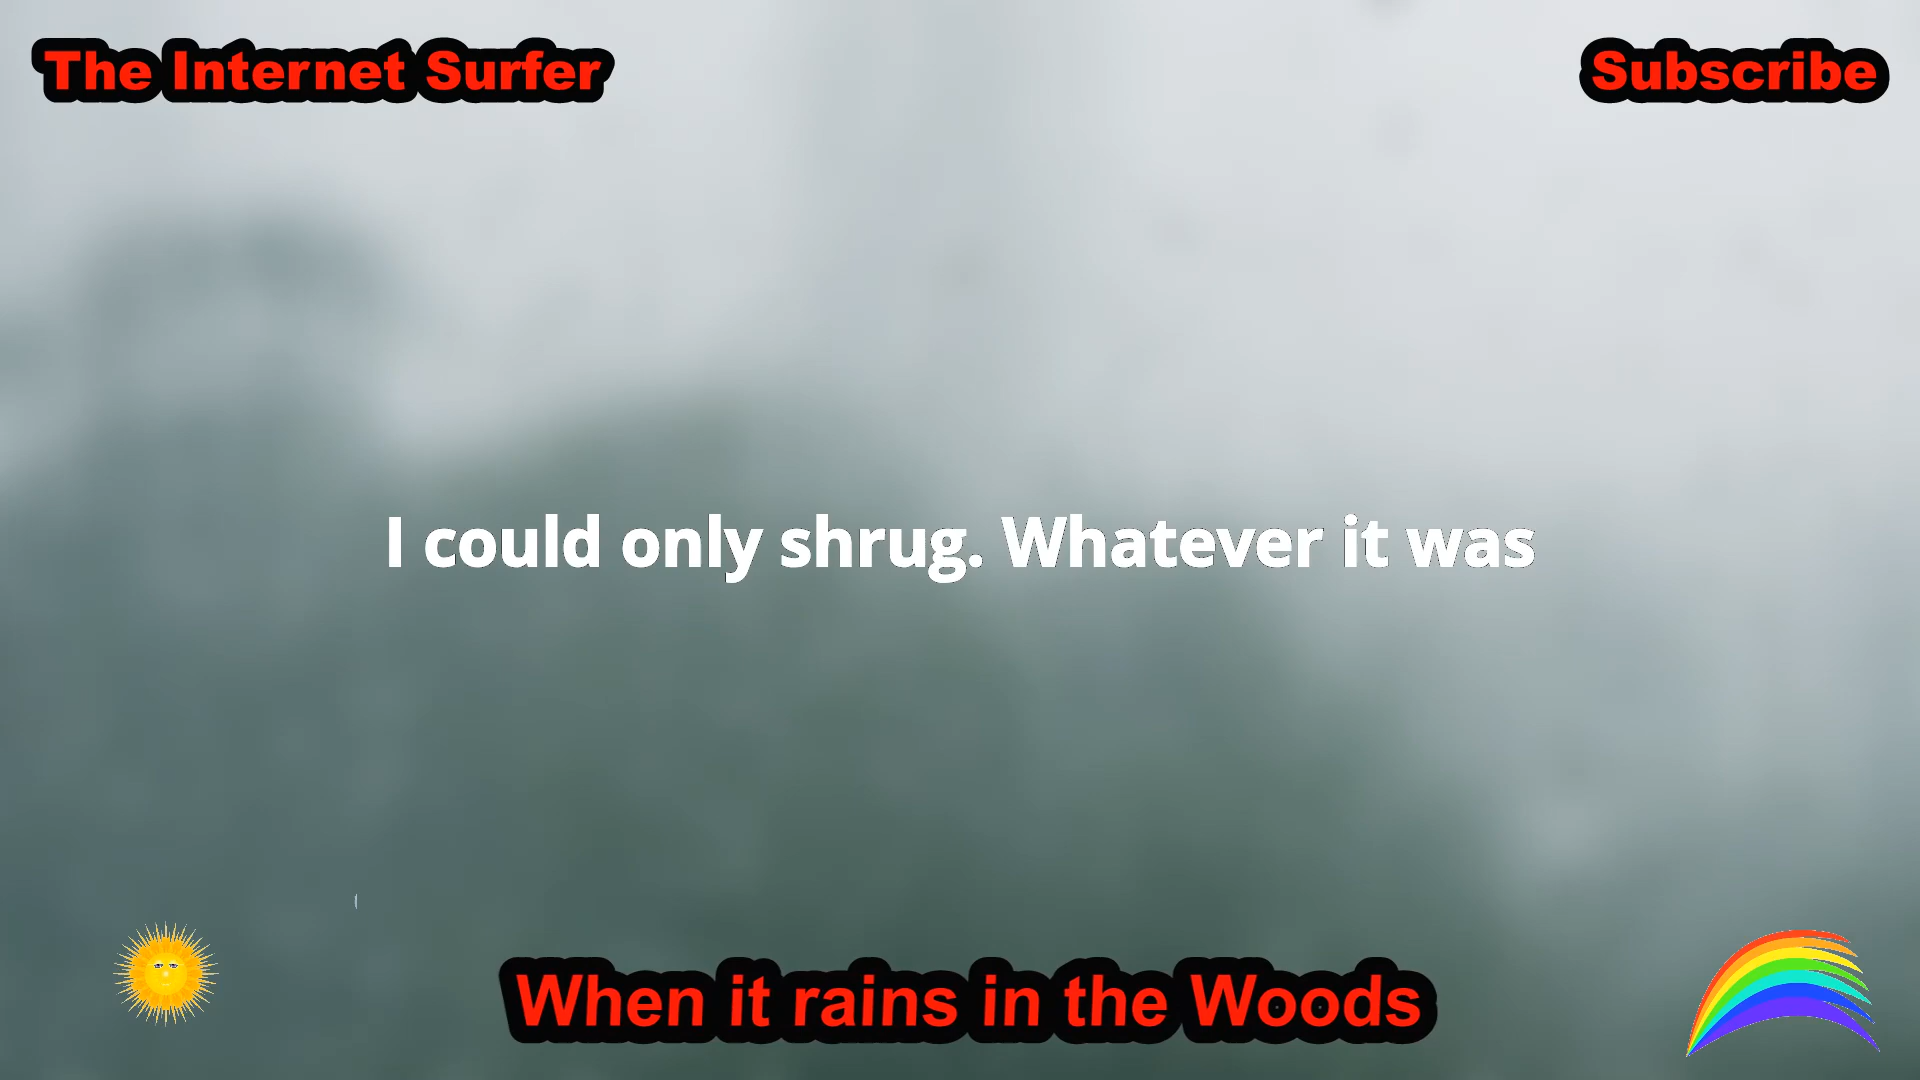 The Internet Surfer
Subscribe
I could only shrug. Whatever it was
When it rains in the Woods